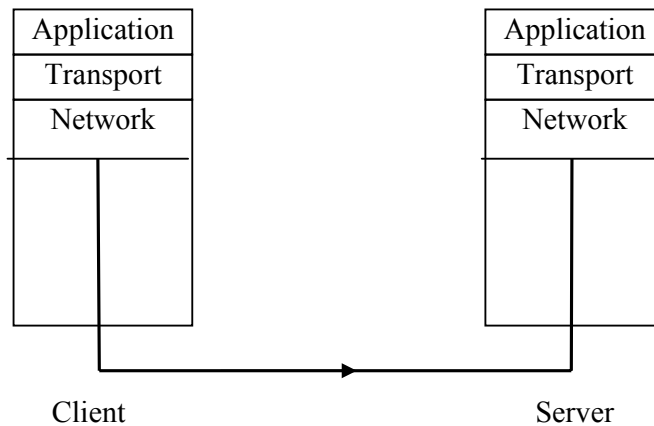 Application
Transport
Network
Application
Transport
Network
Client
Server